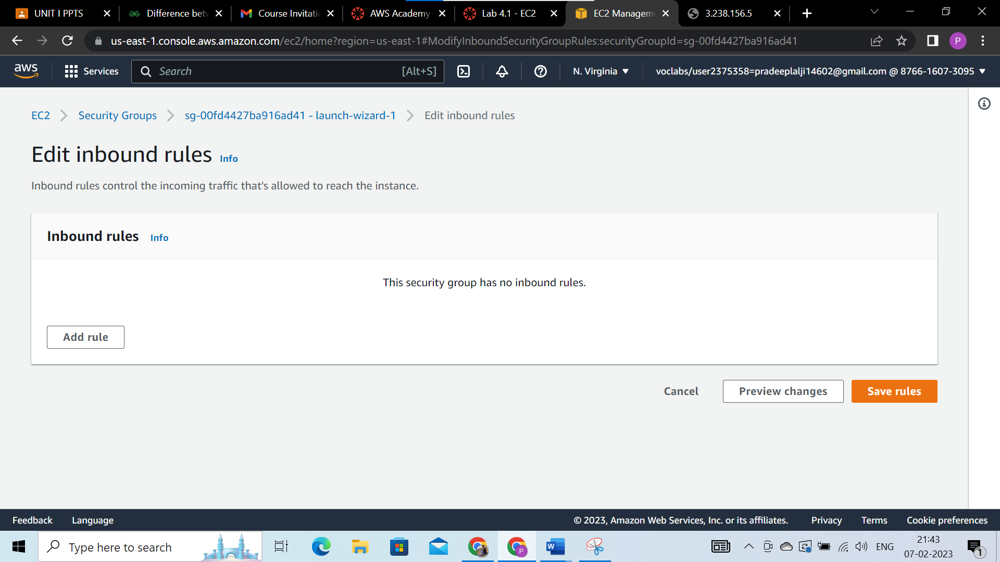 UNIT I PPTS
Difference betw
Course Invitatio
AWS Academy
Lab 4.1 - EC2
EC2 Managem
3.238.156.5
us-east-1.console.aws.amazon.com/ec2/home?region=us-east-1#ModifyInboundSecurityGroupRules:securityGroupId=sg-00fd4427ba916ad41
P
aws
Services
Search
[Alt+S]
N. Virginia
voclabs/user2375358=pradeeplalji14602@gmail.com @ 8766-1607-3095
EC2
Security Groups
sg-00fd4427ba916ad41 - launch-wizard-1
Edit inbound rules
Edit inbound rules Info
Inbound rules control the incoming traffic that's allowed to reach the instance.
Inbound rules Info
This security group has no inbound rules.
Add rule
Cancel
Preview changes
Save rules
Feedback
Language
© 2023, Amazon Web Services, Inc. or its affiliates.
Privacy
Terms
Cookie preferences
Type here to search
P
W
ENG
21:43
07-02-2023
1